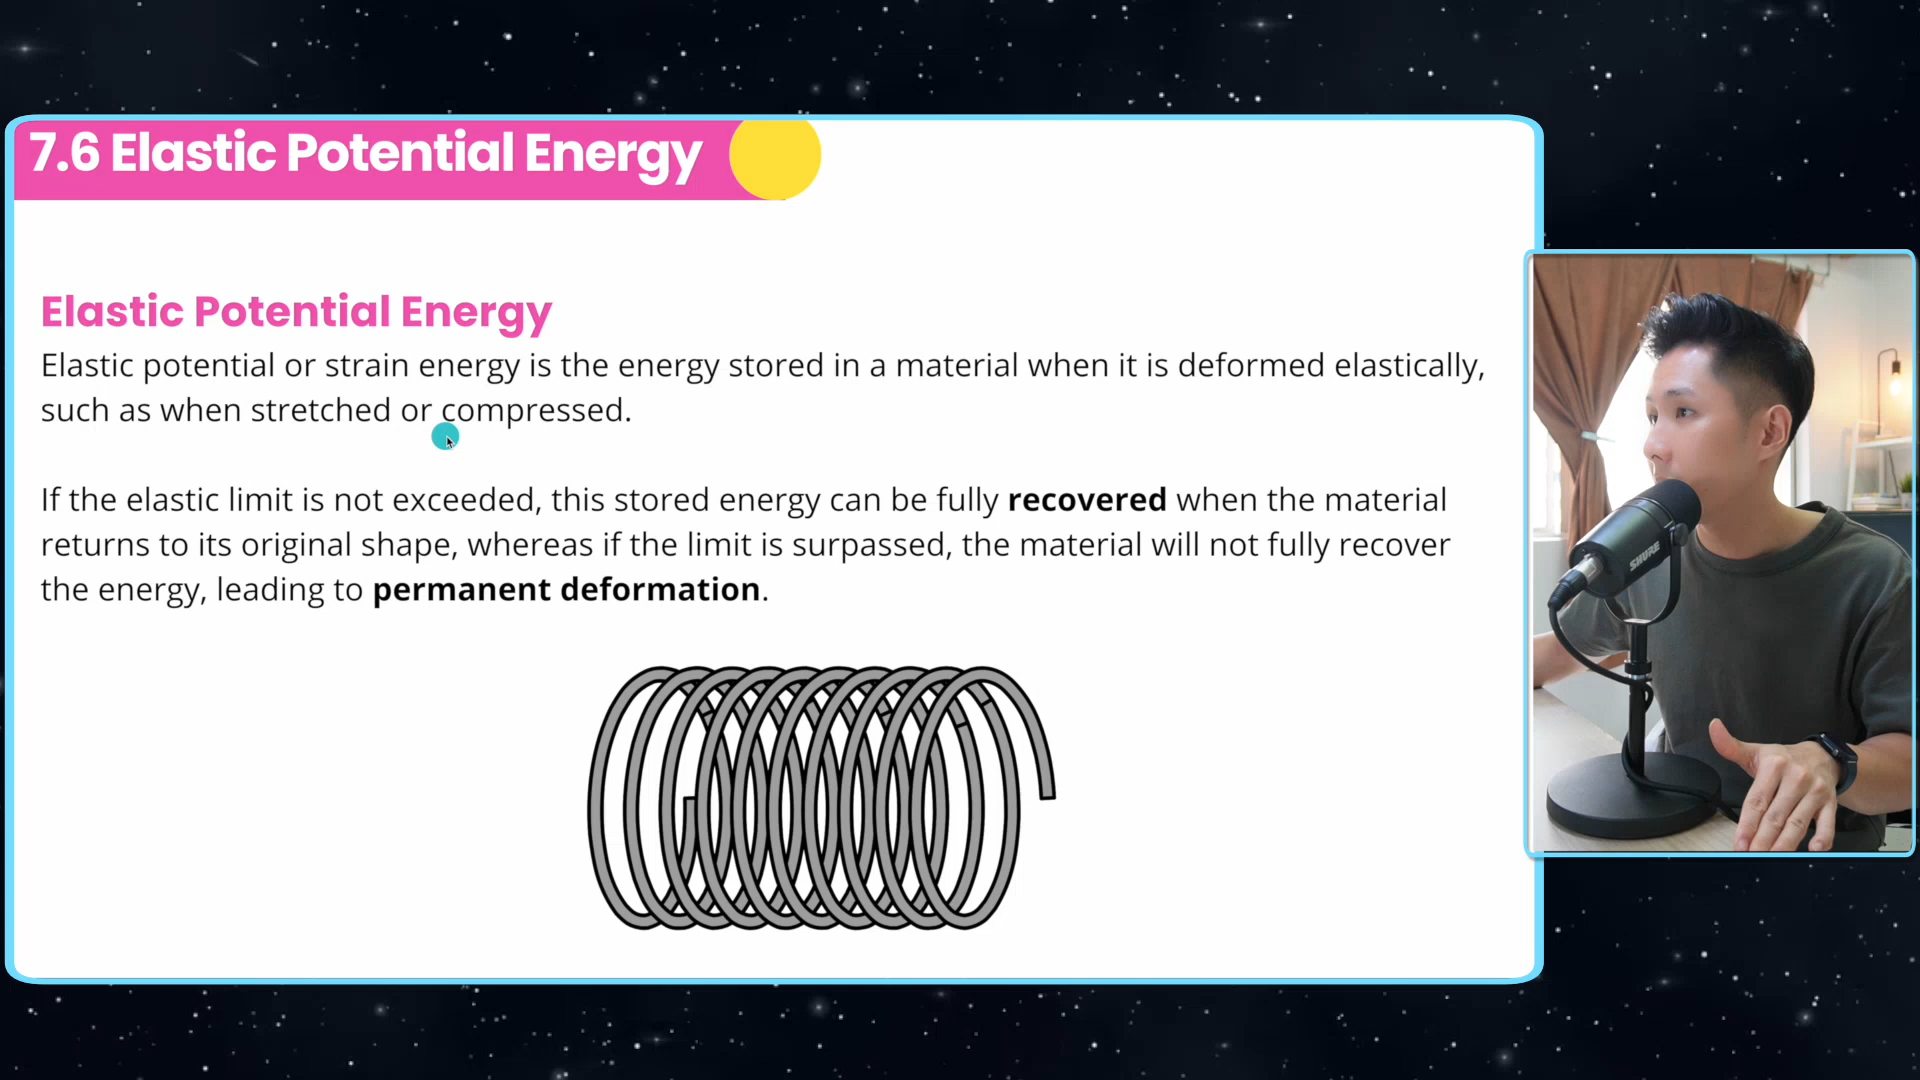 7.6 Elastic Potential Energy
Elastic Potential Energy
Elastic potential or strain energy is the energy stored in a material when it is deformed elastically,
such as when stretched or compressed.
If the elastic limit is not exceeded, this stored energy can be fully recovered when the material
returns to its original shape, whereas if the limit is surpassed, the material will not fully recover
the energy, leading to permanent deformation.
SHURE